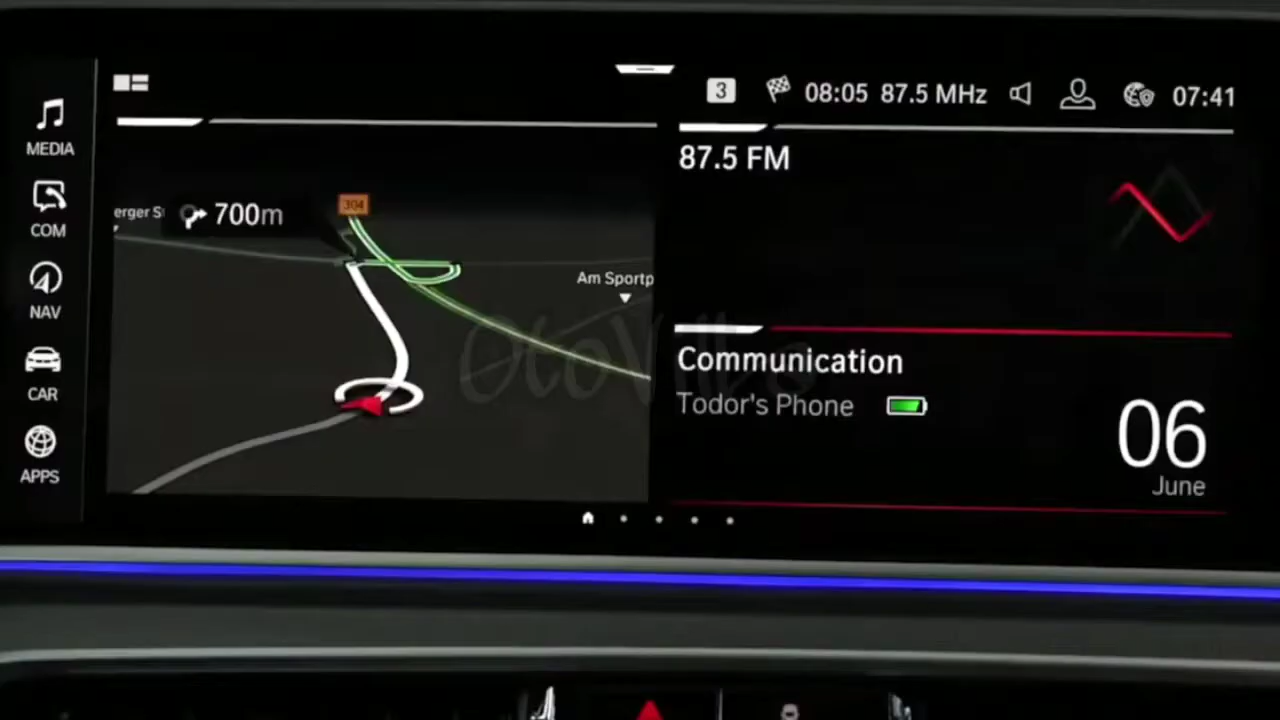 3 08:05 87.5 MHz 07:41
MEDIA
COM
NAV
CAR
APPS
erger S
700m
304
Am Sportp
87.5 FM
Communication
Todor's Phone
06
June